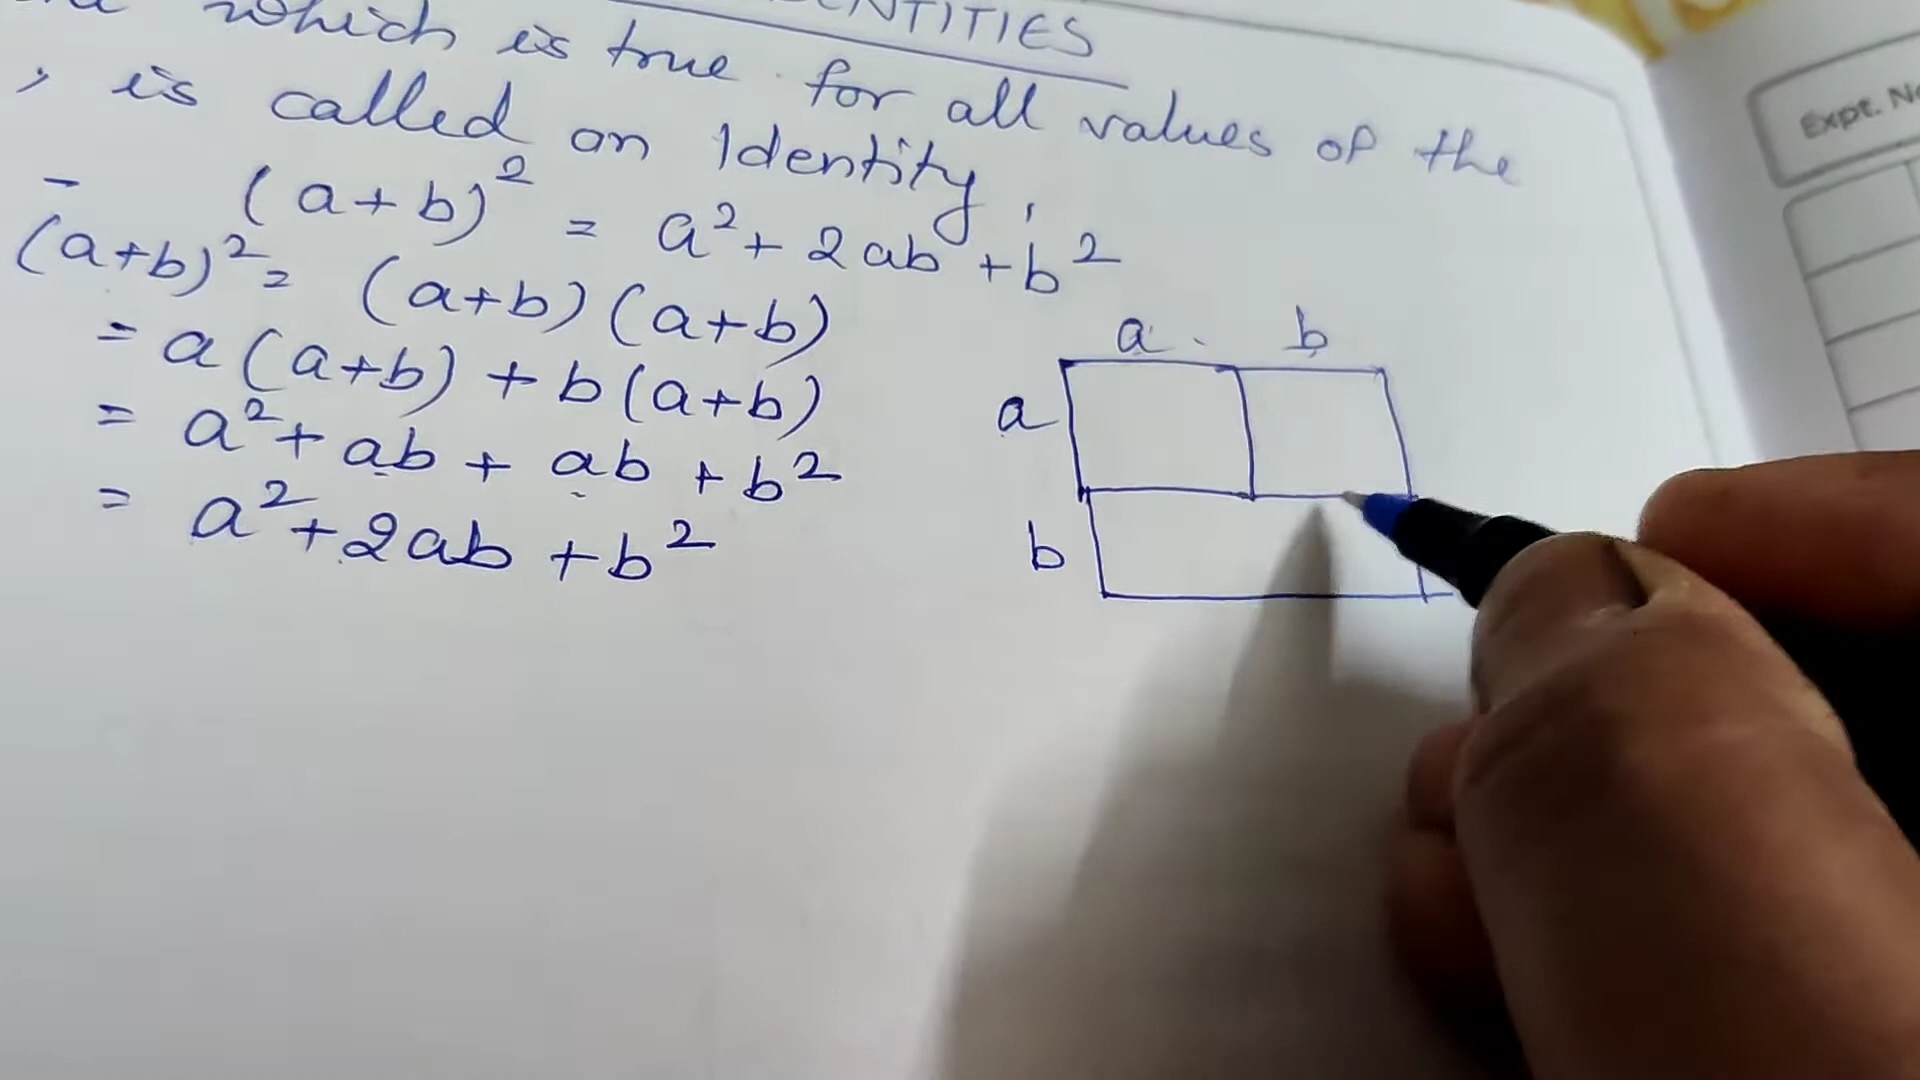 ENTITIES
which is true for all values of the
, is called an Identity.
(a+b)² = a²+2ab+b²
(a+b)² = (a+b)(a+b)
= a(a+b)+b(a+b)
= a²+ab+ab+b²
= a²+2ab+b²
a b
a
b
Expt. No